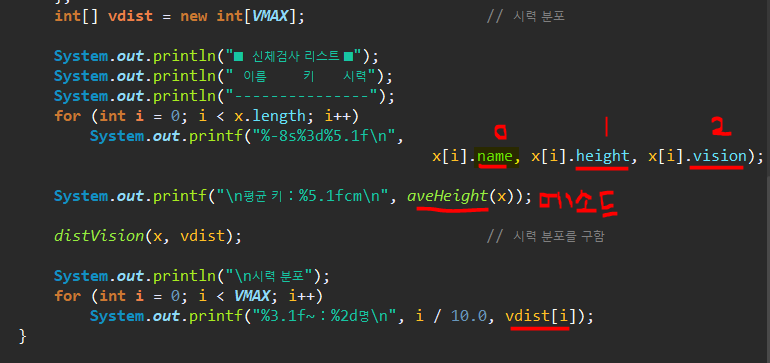 int[] vdist = new int[VMAX]; // 시력 분포
System.out.println("■ 신체검사 리스트 ■");
System.out.println(" 이름 키 시력");
System.out.println("---------------");
for (int i = 0; i < x.length; i++)
System.out.printf("%-8s%3d%5.1f\n",
0 1 2
x[i].name, x[i].height, x[i].vision);
System.out.printf("\n평균 키：%5.1fcm\n", aveHeight(x)); 메소드
distVision(x, vdist); // 시력 분포를 구함
System.out.println("\n시력 분포");
for (int i = 0; i < VMAX; i++)
System.out.printf("%3.1f~：%2d명\n", i / 10.0, vdist[i]);
}